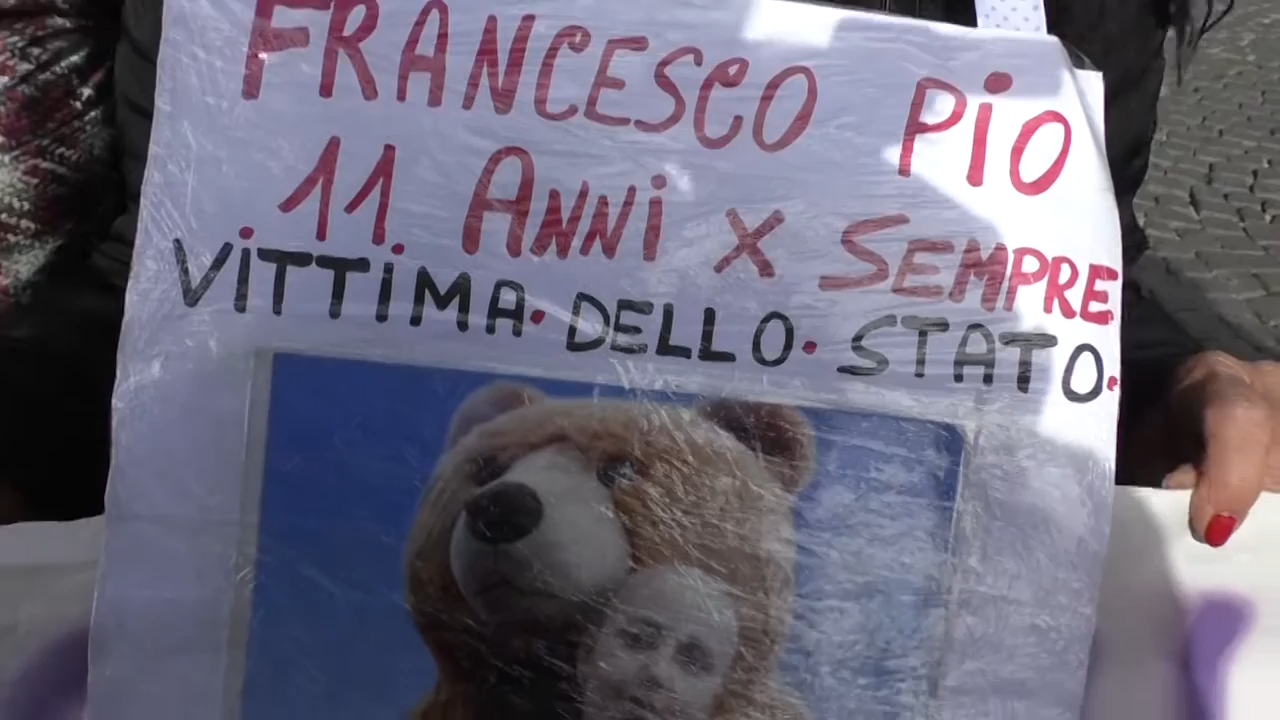 FRANCESCO PIO
11 ANNI X SEMPRE
VITTIMA. DELLO. STATO.